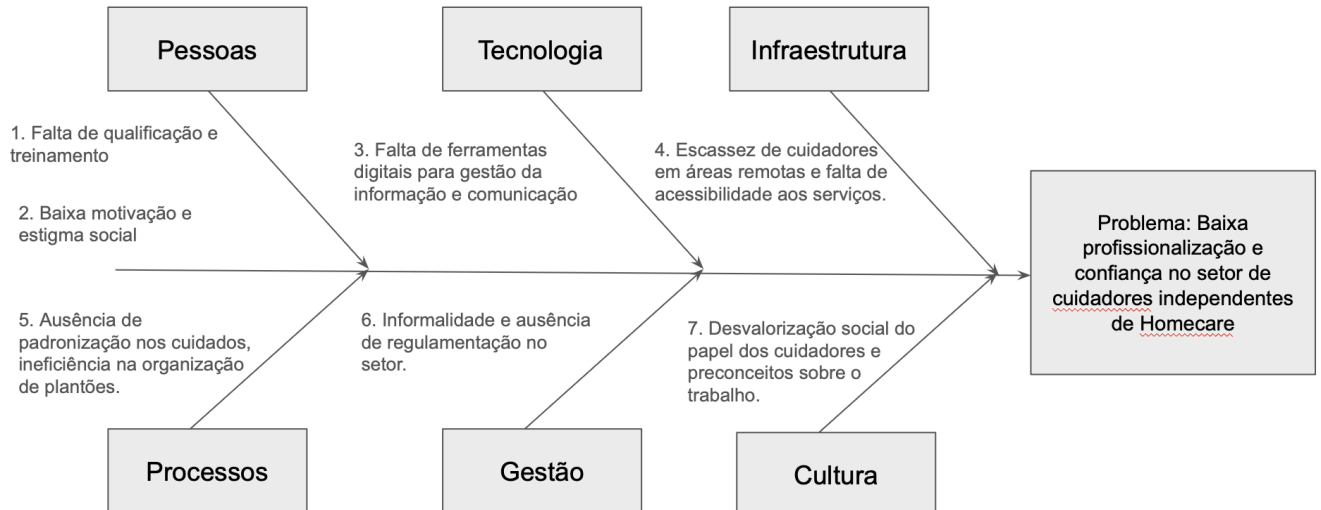 Pessoas
Tecnologia
Infraestrutura
1. Falta de qualificação e
treinamento
2. Baixa motivação e
estigma social
3. Falta de ferramentas
digitais para gestão da
informação e comunicação
4. Escassez de cuidadores
em áreas remotas e falta de
acessibilidade aos serviços.
Problema: Baixa
profissionalização e
confiança no setor de
cuidadores independentes
de Homecare
5. Ausência de
padronização nos cuidados,
ineficiência na organização
de plantões.
6. Informalidade e ausência
de regulamentação no
setor.
7. Desvalorização social do
papel dos cuidadores e
preconceitos sobre o
trabalho.
Processos
Gestão
Cultura